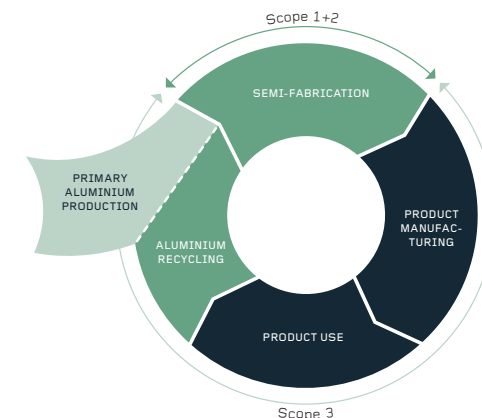 Scope 1+2
SEMI-FABRICATION
PRIMARY
ALUMINIUM
PRODUCTION
PRODUCT
MANUFAC-
TURING
ALUMINIUM
RECYCLING
PRODUCT USE
Scope 3